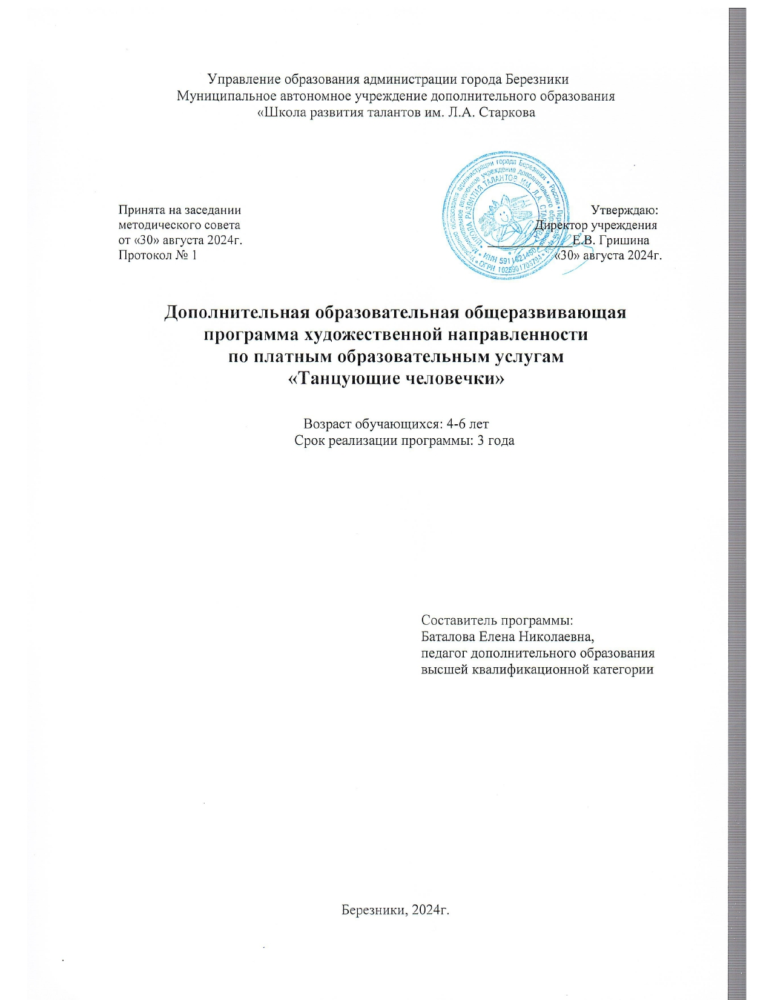 Управление образования администрации города Березники
Муниципальное автономное учреждение дополнительного образования
«Школа развития талантов им. Л.А. Старкова
Принята на заседании
методического совета
от «30» августа 2024г.
Протокол № 1
Утверждаю:
Директор учреждения
Е.В. Гришина
«30» августа 2024г.
Дополнительная образовательная общеразвивающая
программа художественной направленности
по платным образовательным услугам
«Танцующие человечки»
Возраст обучающихся: 4-6 лет
Срок реализации программы: 3 года
Составитель программы:
Баталова Елена Николаевна,
педагог дополнительного образования
высшей квалификационной категории
Березники, 2024г.